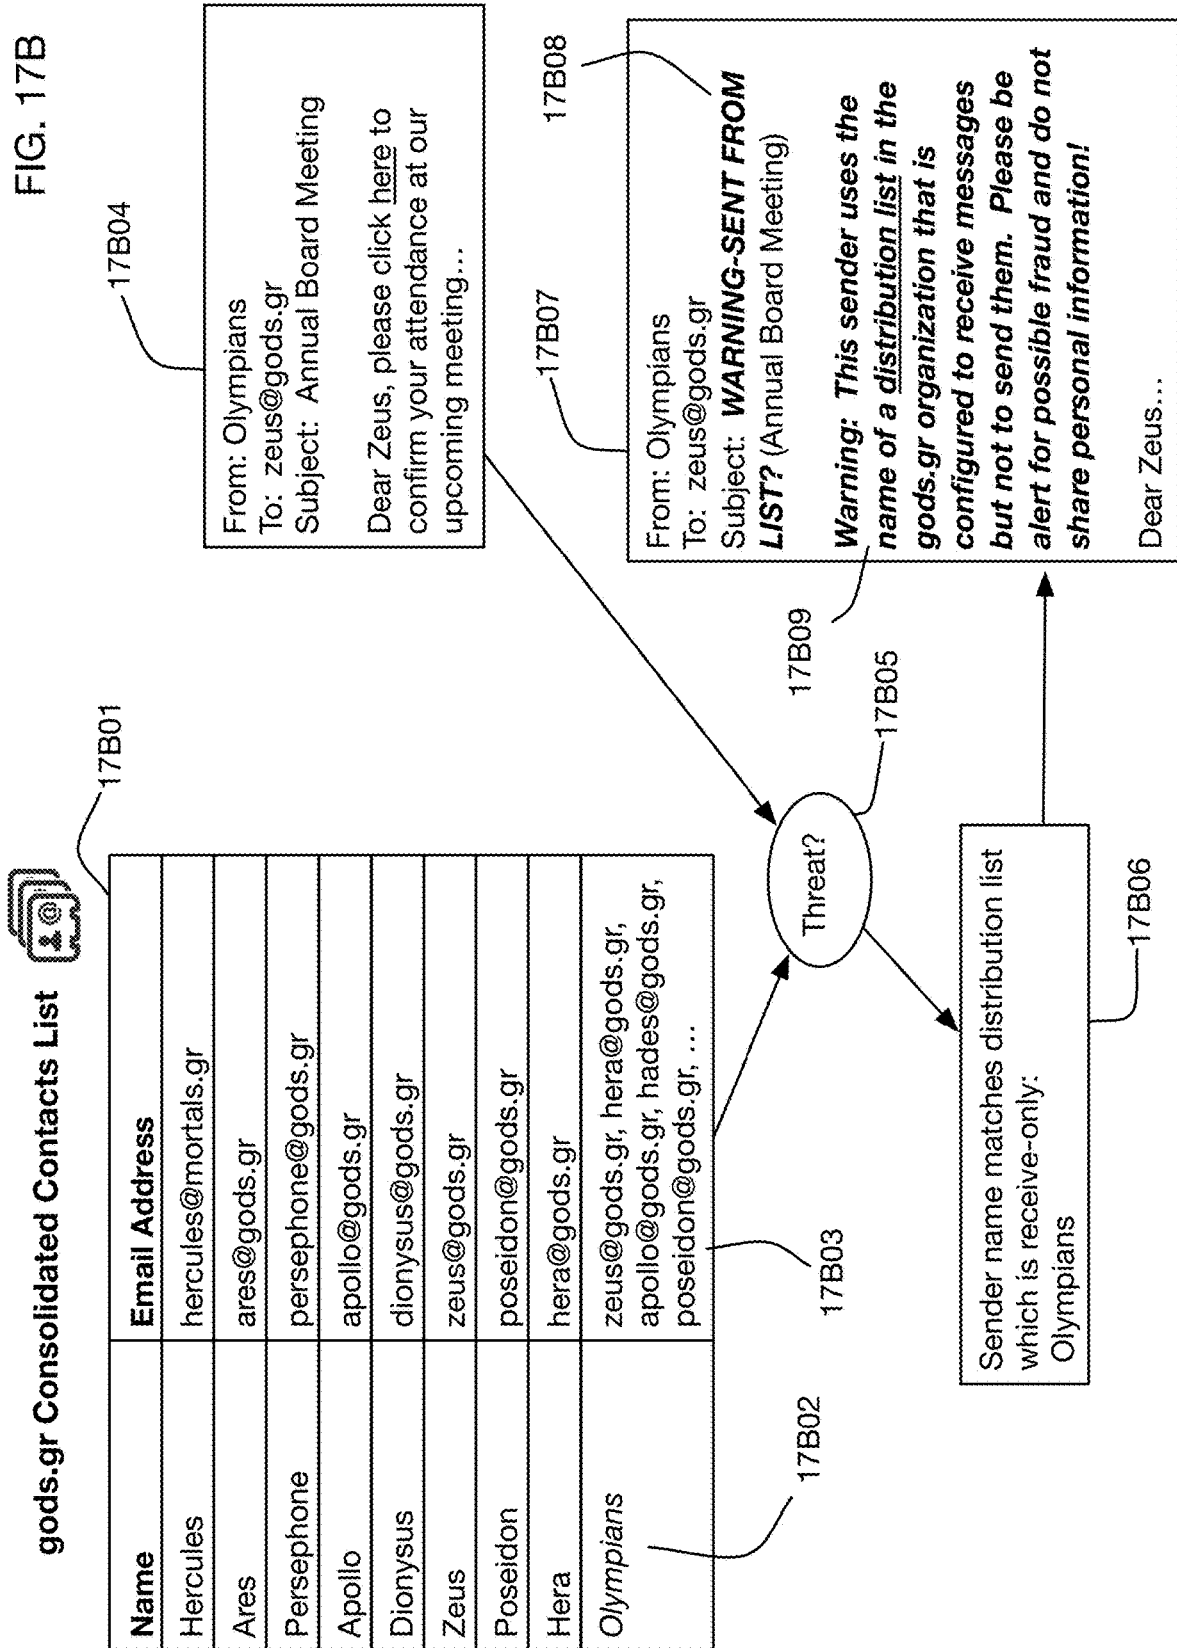 FIG. 17B
gods.gr Consolidated Contacts List
17B01
Name Email Address
Hercules hercules@mortals.gr
Ares ares@gods.gr
Persephone persephone@gods.gr
Apollo apollo@gods.gr
Dionysus dionysus@gods.gr
Zeus zeus@gods.gr
Poseidon poseidon@gods.gr
Hera hera@gods.gr
Olympians zeus@gods.gr, hera@gods.gr,
apollo@gods.gr, hades@gods.gr,
poseidon@gods.gr, ...
17B02
17B03
17B04
From: Olympians
To: zeus@gods.gr
Subject: Annual Board Meeting
Dear Zeus, please click here to
confirm your attendance at our
upcoming meeting...
Threat?
17B05
Sender name matches distribution list
which is receive-only:
Olympians
17B06
17B07
17B08
From: Olympians
To: zeus@gods.gr
Subject: WARNING-SENT FROM
LIST? (Annual Board Meeting)
17B09
Warning: This sender uses the
name of a distribution list in the
gods.gr organization that is
configured to receive messages
but not to send them. Please be
alert for possible fraud and do not
share personal information!
Dear Zeus...